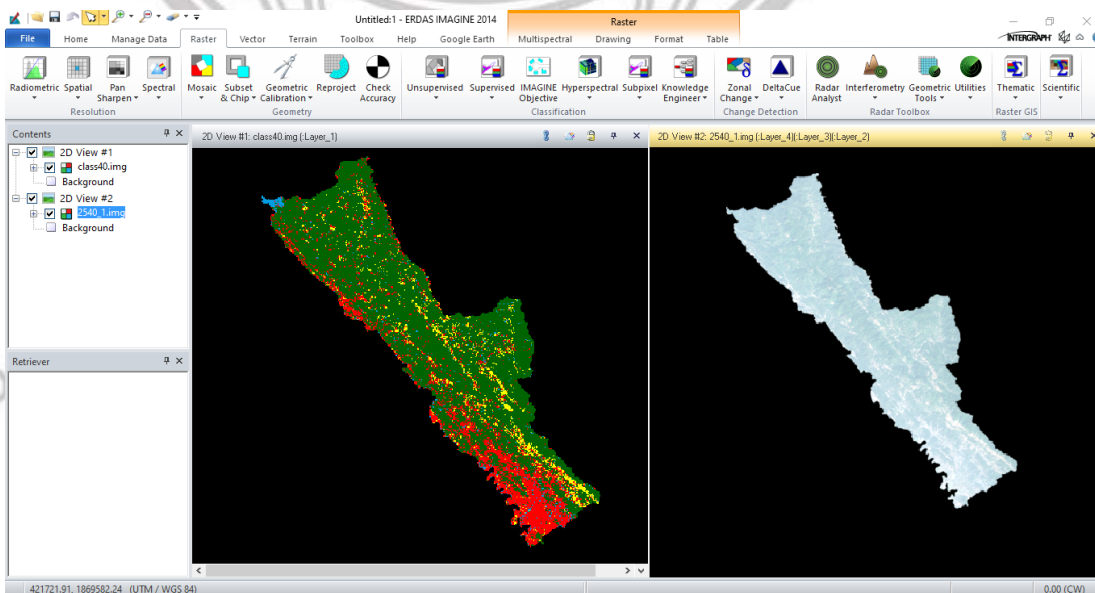 Untitled:1 - ERDAS IMAGINE 2014
Raster
File Home Manage Data Raster Vector Terrain Toolbox Help Google Earth Multispectral Drawing Format Table
INTERGRAPH
Radiometric Spatial Pan Spectral Mosaic Subset Geometric Reproject Check Unsupervised Supervised IMAGINE Hyperspectral Subpixel Knowledge Zonal DeltaCue Radar Interferometry Geometric Utilities Thematic Scientific
Sharpen & Chip Calibration Accuracy Objective Engineer Change Analyst Tools
Resolution Geometry Classification Change Detection Radar Toolbox Raster GIS
Contents
2D View #1: class40.img (:Layer_1)
2D View #2: 2540_1.img (:Layer_4)(:Layer_3)(:Layer_2)
2D View #1
class40.img
Background
2D View #2
2540_1.img
Background
Retriever
421721.91, 1869582.24 (UTM / WGS 84)
0.00 (CW)